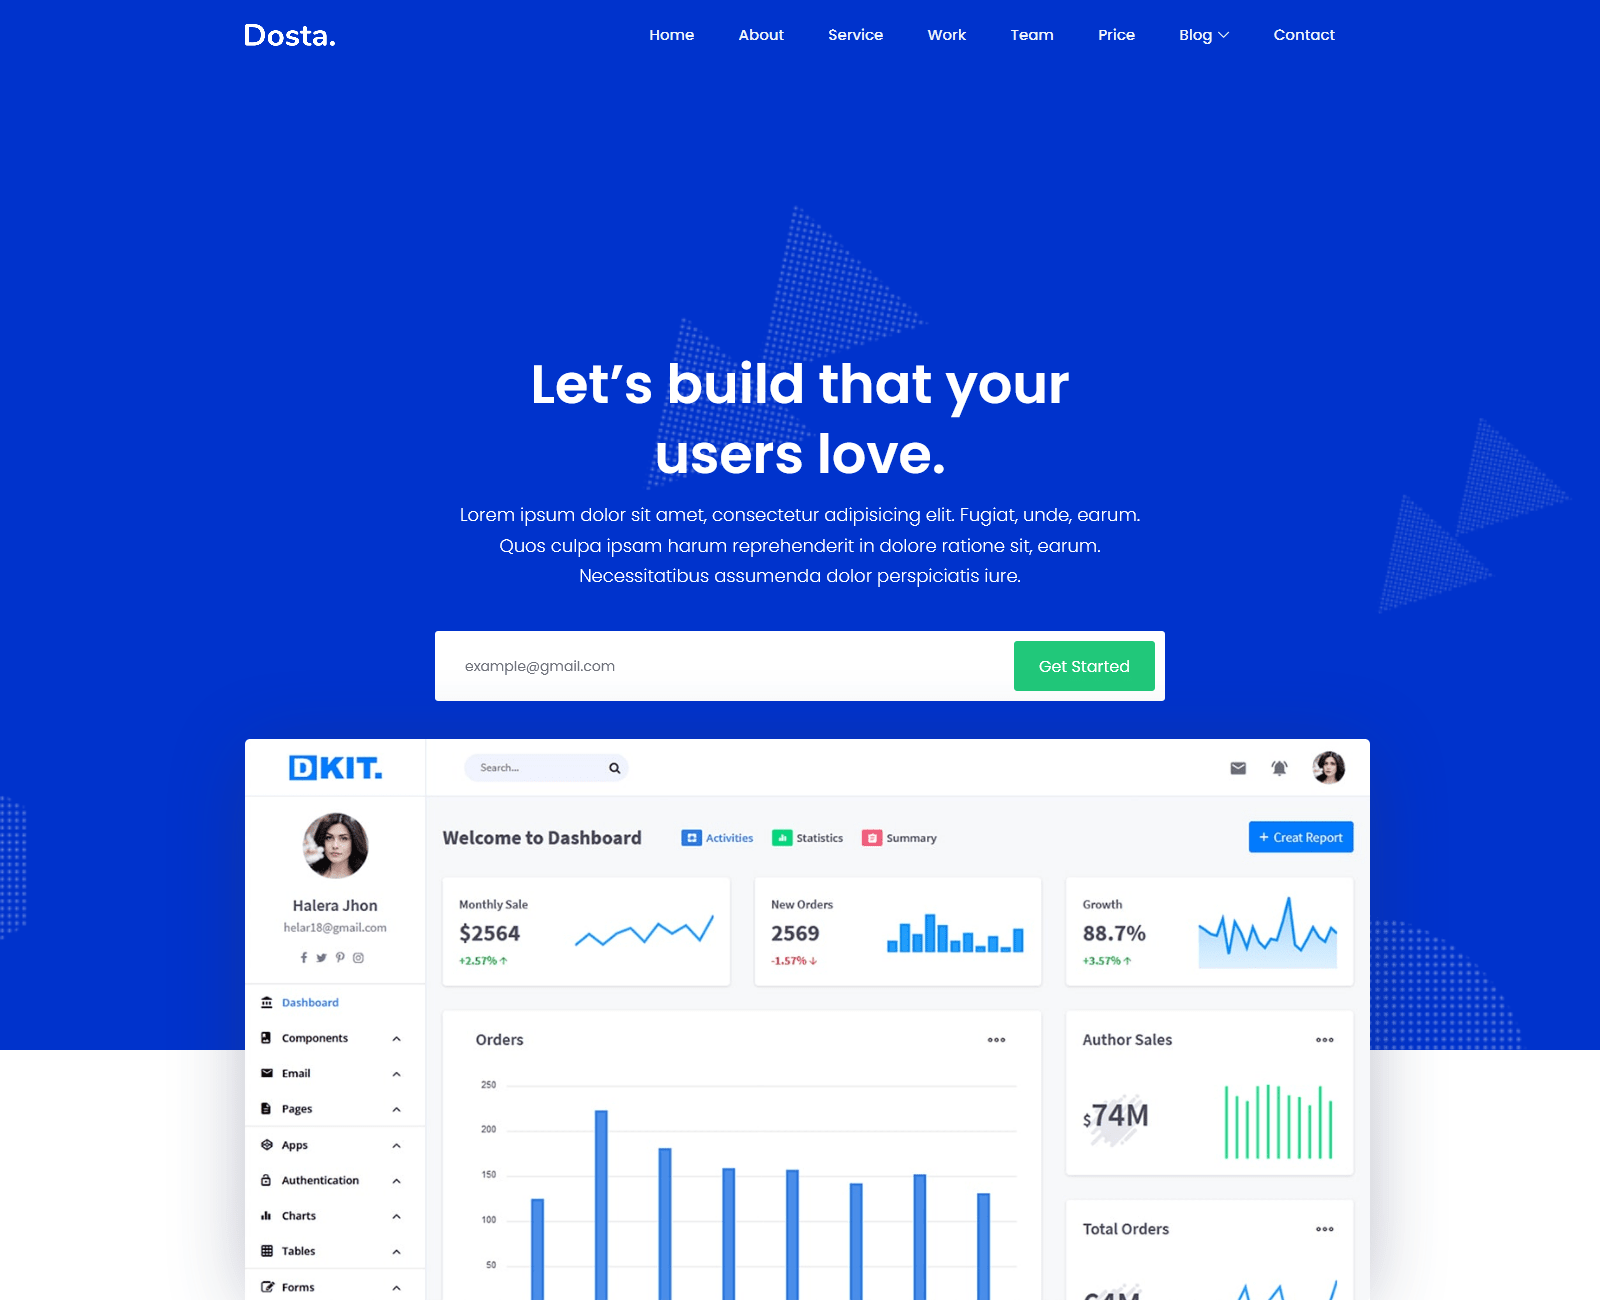 Dosta.
Home About Service Work Team Price Blog Contact
Let’s build that your
users love.
Lorem ipsum dolor sit amet, consectetur adipisicing elit. Fugiat, unde, earum.
Quos culpa ipsam harum reprehenderit in dolore ratione sit, earum.
Necessitatibus assumenda dolor perspiciatis iure.
example@gmail.com
Get Started
DKIT.
Search...
Halera Jhon
helar18@gmail.com
Dashboard
Components
Email
Pages
Apps
Authentication
Charts
Tables
Forms
Welcome to Dashboard
Activities
Statistics
Summary
+ Creat Report
Monthly Sale
$2564
+2.57%
New Orders
2569
-1.57%
Growth
88.7%
+3.57%
Orders
250
200
150
100
50
Author Sales
$74M
Total Orders
64M